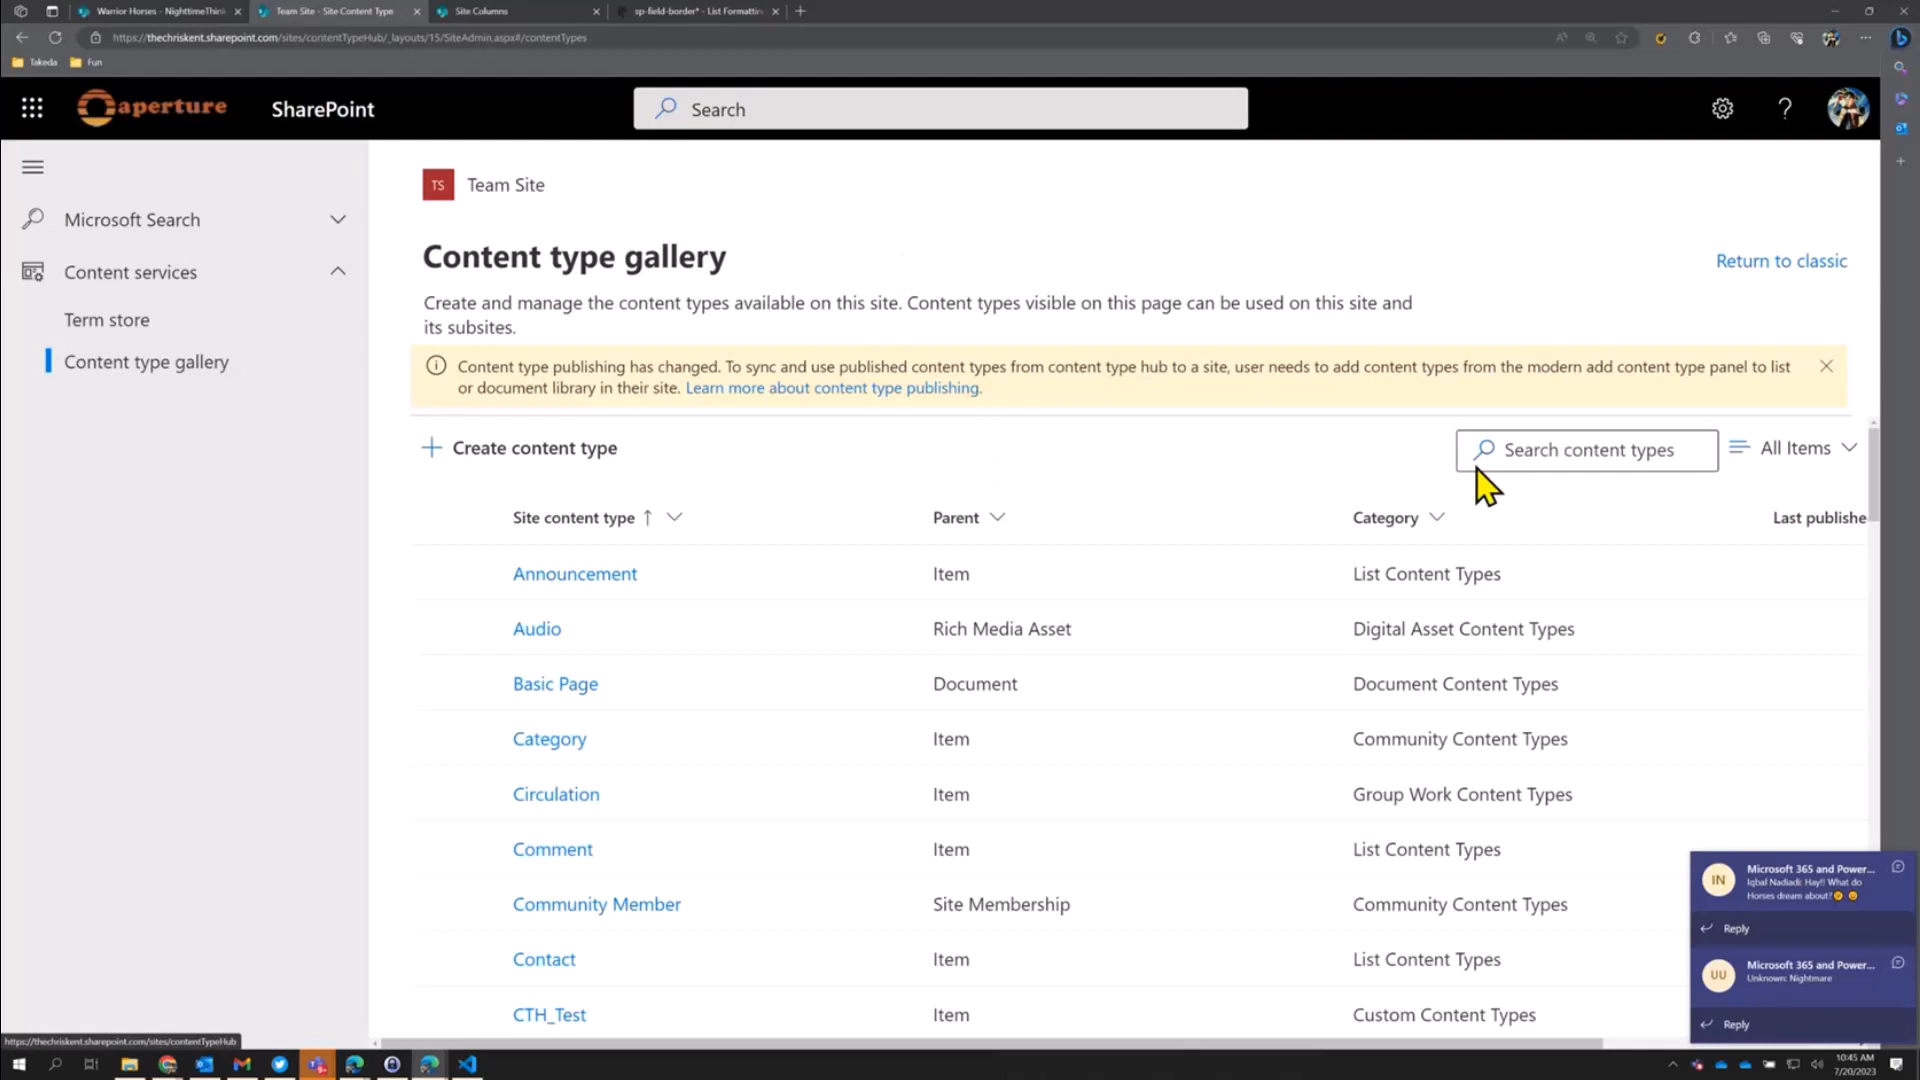 Warrior Horses - NighttimeThink
Team Site - Site Content Type
Site Columns
sp-field-border* - List Formattin
https://thechriskent.sharepoint.com/sites/contentTypeHub/_layouts/15/SiteAdmin.aspx#/contentTypes
Takeda
Fun
aperture
SharePoint
Search
Microsoft Search
Content services
Term store
Content type gallery
TS
Team Site
Content type gallery
Return to classic
Create and manage the content types available on this site. Content types visible on this page can be used on this site and
its subsites.
Content type publishing has changed. To sync and use published content types from content type hub to a site, user needs to add content types from the modern add content type panel to list
or document library in their site. Learn more about content type publishing.
Create content type
Search content types
All Items
Site content type ↑
Parent
Category
Last publishe
Announcement
Item
List Content Types
Audio
Rich Media Asset
Digital Asset Content Types
Basic Page
Document
Document Content Types
Category
Item
Community Content Types
Circulation
Item
Group Work Content Types
Comment
Item
List Content Types
Community Member
Site Membership
Community Content Types
Contact
Item
List Content Types
CTH_Test
Item
Custom Content Types
IN
Microsoft 365 and Power...
Iqbal Nadiadi: Hay!! What do
Horses dream about?
Reply
UU
Microsoft 365 and Power...
Unknown: Nightmare
Reply
https://thechriskent.sharepoint.com/sites/contentTypeHub
10:45 AM
7/20/2023